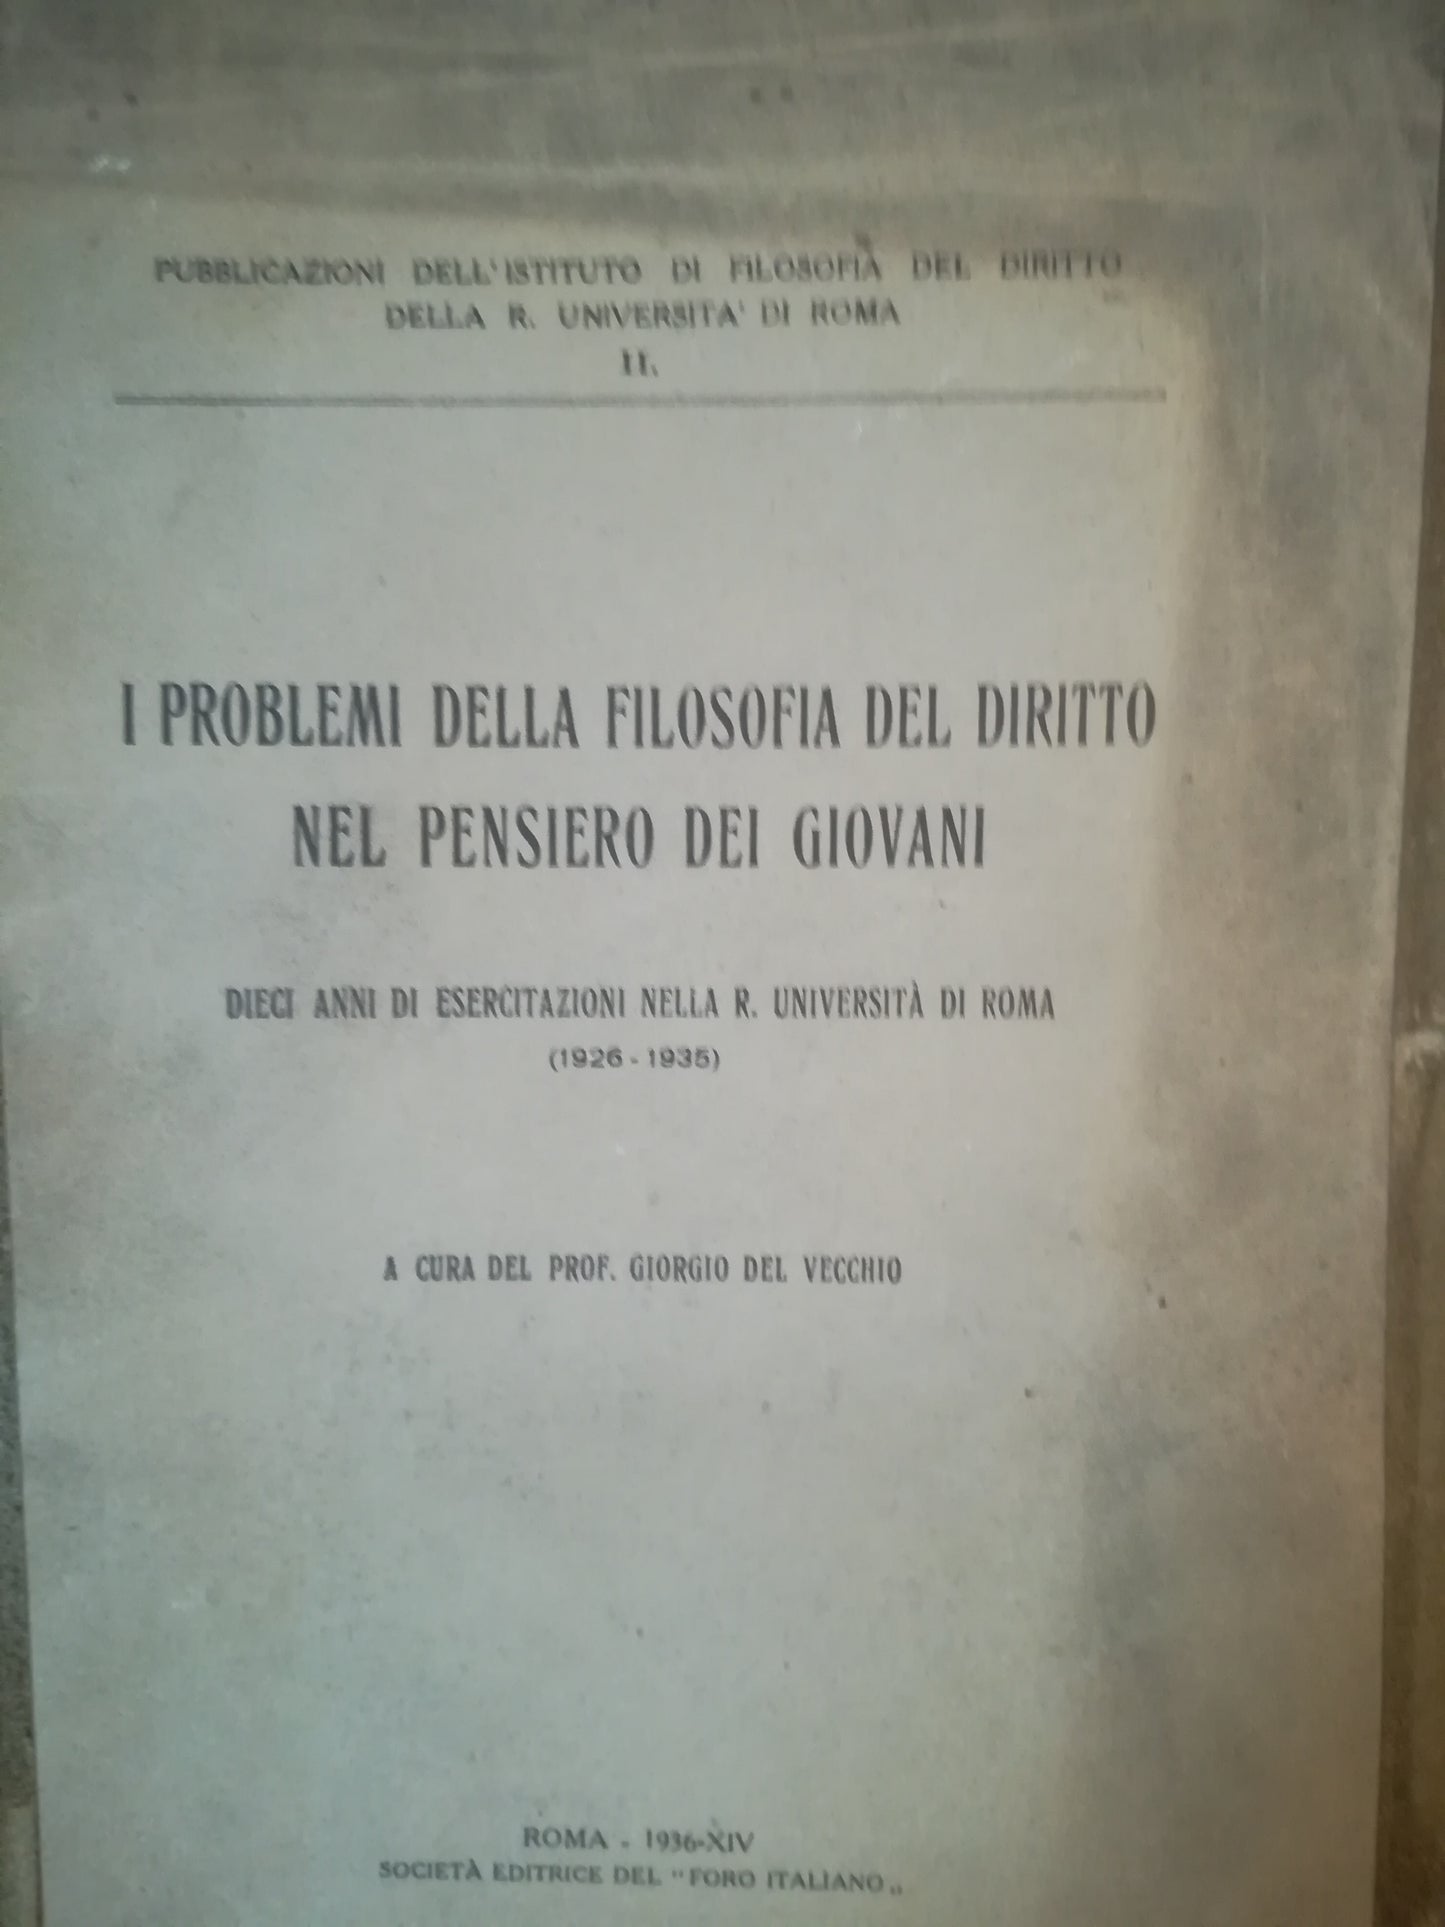 PUBBLICAZIONI DELL'ISTITUTO DI FILOSOFIA DEL DIRITTO
DELLA R. UNIVERSITA' DI ROMA
II.
I PROBLEMI DELLA FILOSOFIA DEL DIRITTO
NEL PENSIERO DEI GIOVANI
DIECI ANNI DI ESERCITAZIONI NELLA R. UNIVERSITÀ DI ROMA
(1926 - 1935)
A CURA DEL PROF. GIORGIO DEL VECCHIO
ROMA - 1936-XIV
SOCIETÀ EDITRICE DEL "FORO ITALIANO„